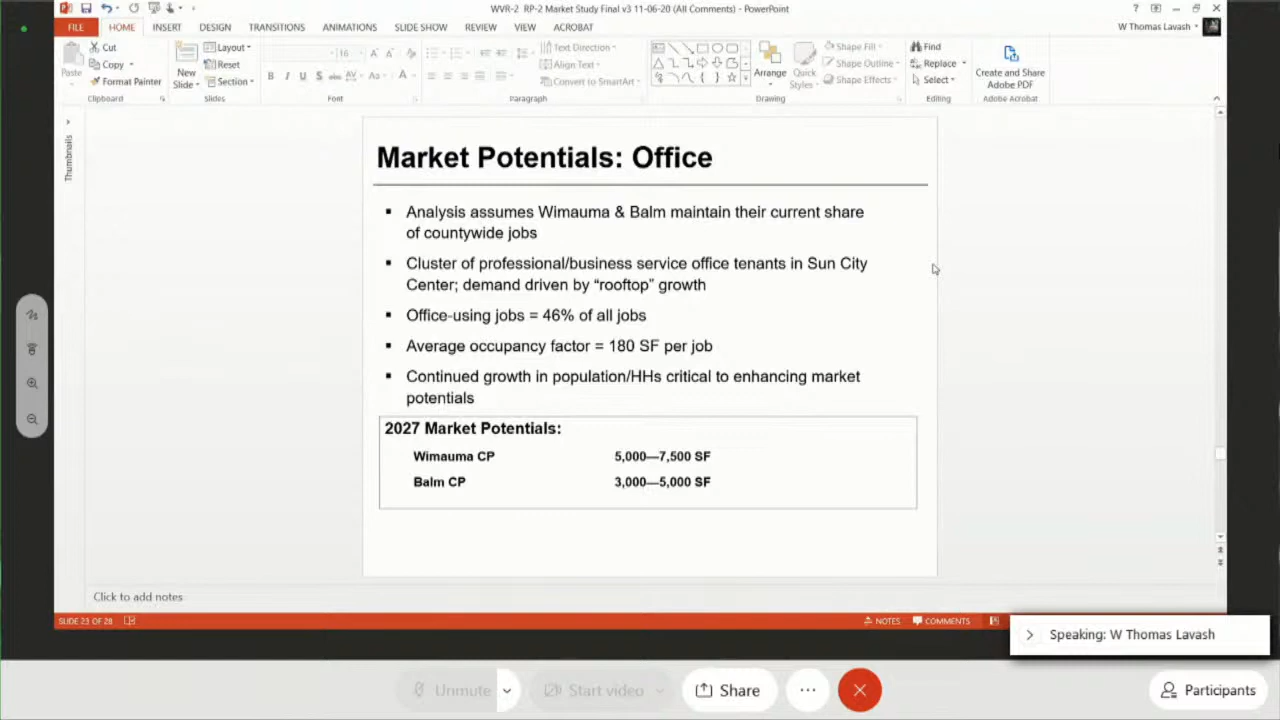 WVR-2 RP-2 Market Study Final v3 11-06-20 (All Comments) - PowerPoint
FILE HOME INSERT DESIGN TRANSITIONS ANIMATIONS SLIDE SHOW REVIEW VIEW ACROBAT W Thomas Lavash
Paste
Cut
Copy
Format Painter
New Slide
Layout
Reset
Section
16
Text Direction
Align Text
Convert to SmartArt
Arrange
Quick Styles
Shape Fill
Shape Outline
Shape Effects
Find
Replace
Select
Create and Share
Adobe PDF
Clipboard Slides Font Paragraph Drawing Editing Adobe Acrobat
Thumbnails
Market Potentials: Office
Analysis assumes Wimauma & Balm maintain their current share
of countywide jobs
Cluster of professional/business service office tenants in Sun City
Center; demand driven by “rooftop” growth
Office-using jobs = 46% of all jobs
Average occupancy factor = 180 SF per job
Continued growth in population/HHs critical to enhancing market
potentials
2027 Market Potentials:
Wimauma CP 5,000—7,500 SF
Balm CP 3,000—5,000 SF
Click to add notes
SLIDE 23 OF 28 NOTES COMMENTS
Speaking: W Thomas Lavash
Unmute Start video Share Participants